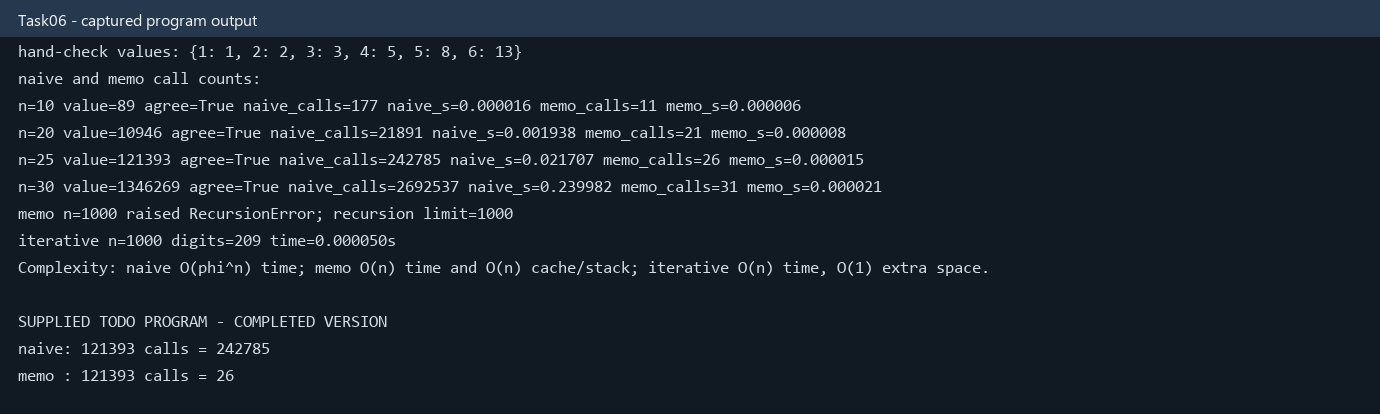 Task06 - captured program output
hand-check values: {1: 1, 2: 2, 3: 3, 4: 5, 5: 8, 6: 13}
naive and memo call counts:
n=10 value=89 agree=True naive_calls=177 naive_s=0.000016 memo_calls=11 memo_s=0.000006
n=20 value=10946 agree=True naive_calls=21891 naive_s=0.001938 memo_calls=21 memo_s=0.000008
n=25 value=121393 agree=True naive_calls=242785 naive_s=0.021707 memo_calls=26 memo_s=0.000015
n=30 value=1346269 agree=True naive_calls=2692537 naive_s=0.239982 memo_calls=31 memo_s=0.000021
memo n=1000 raised RecursionError; recursion limit=1000
iterative n=1000 digits=209 time=0.000050s
Complexity: naive O(phi^n) time; memo O(n) time and O(n) cache/stack; iterative O(n) time, O(1) extra space.
SUPPLIED TODO PROGRAM - COMPLETED VERSION
naive: 121393 calls = 242785
memo : 121393 calls = 26